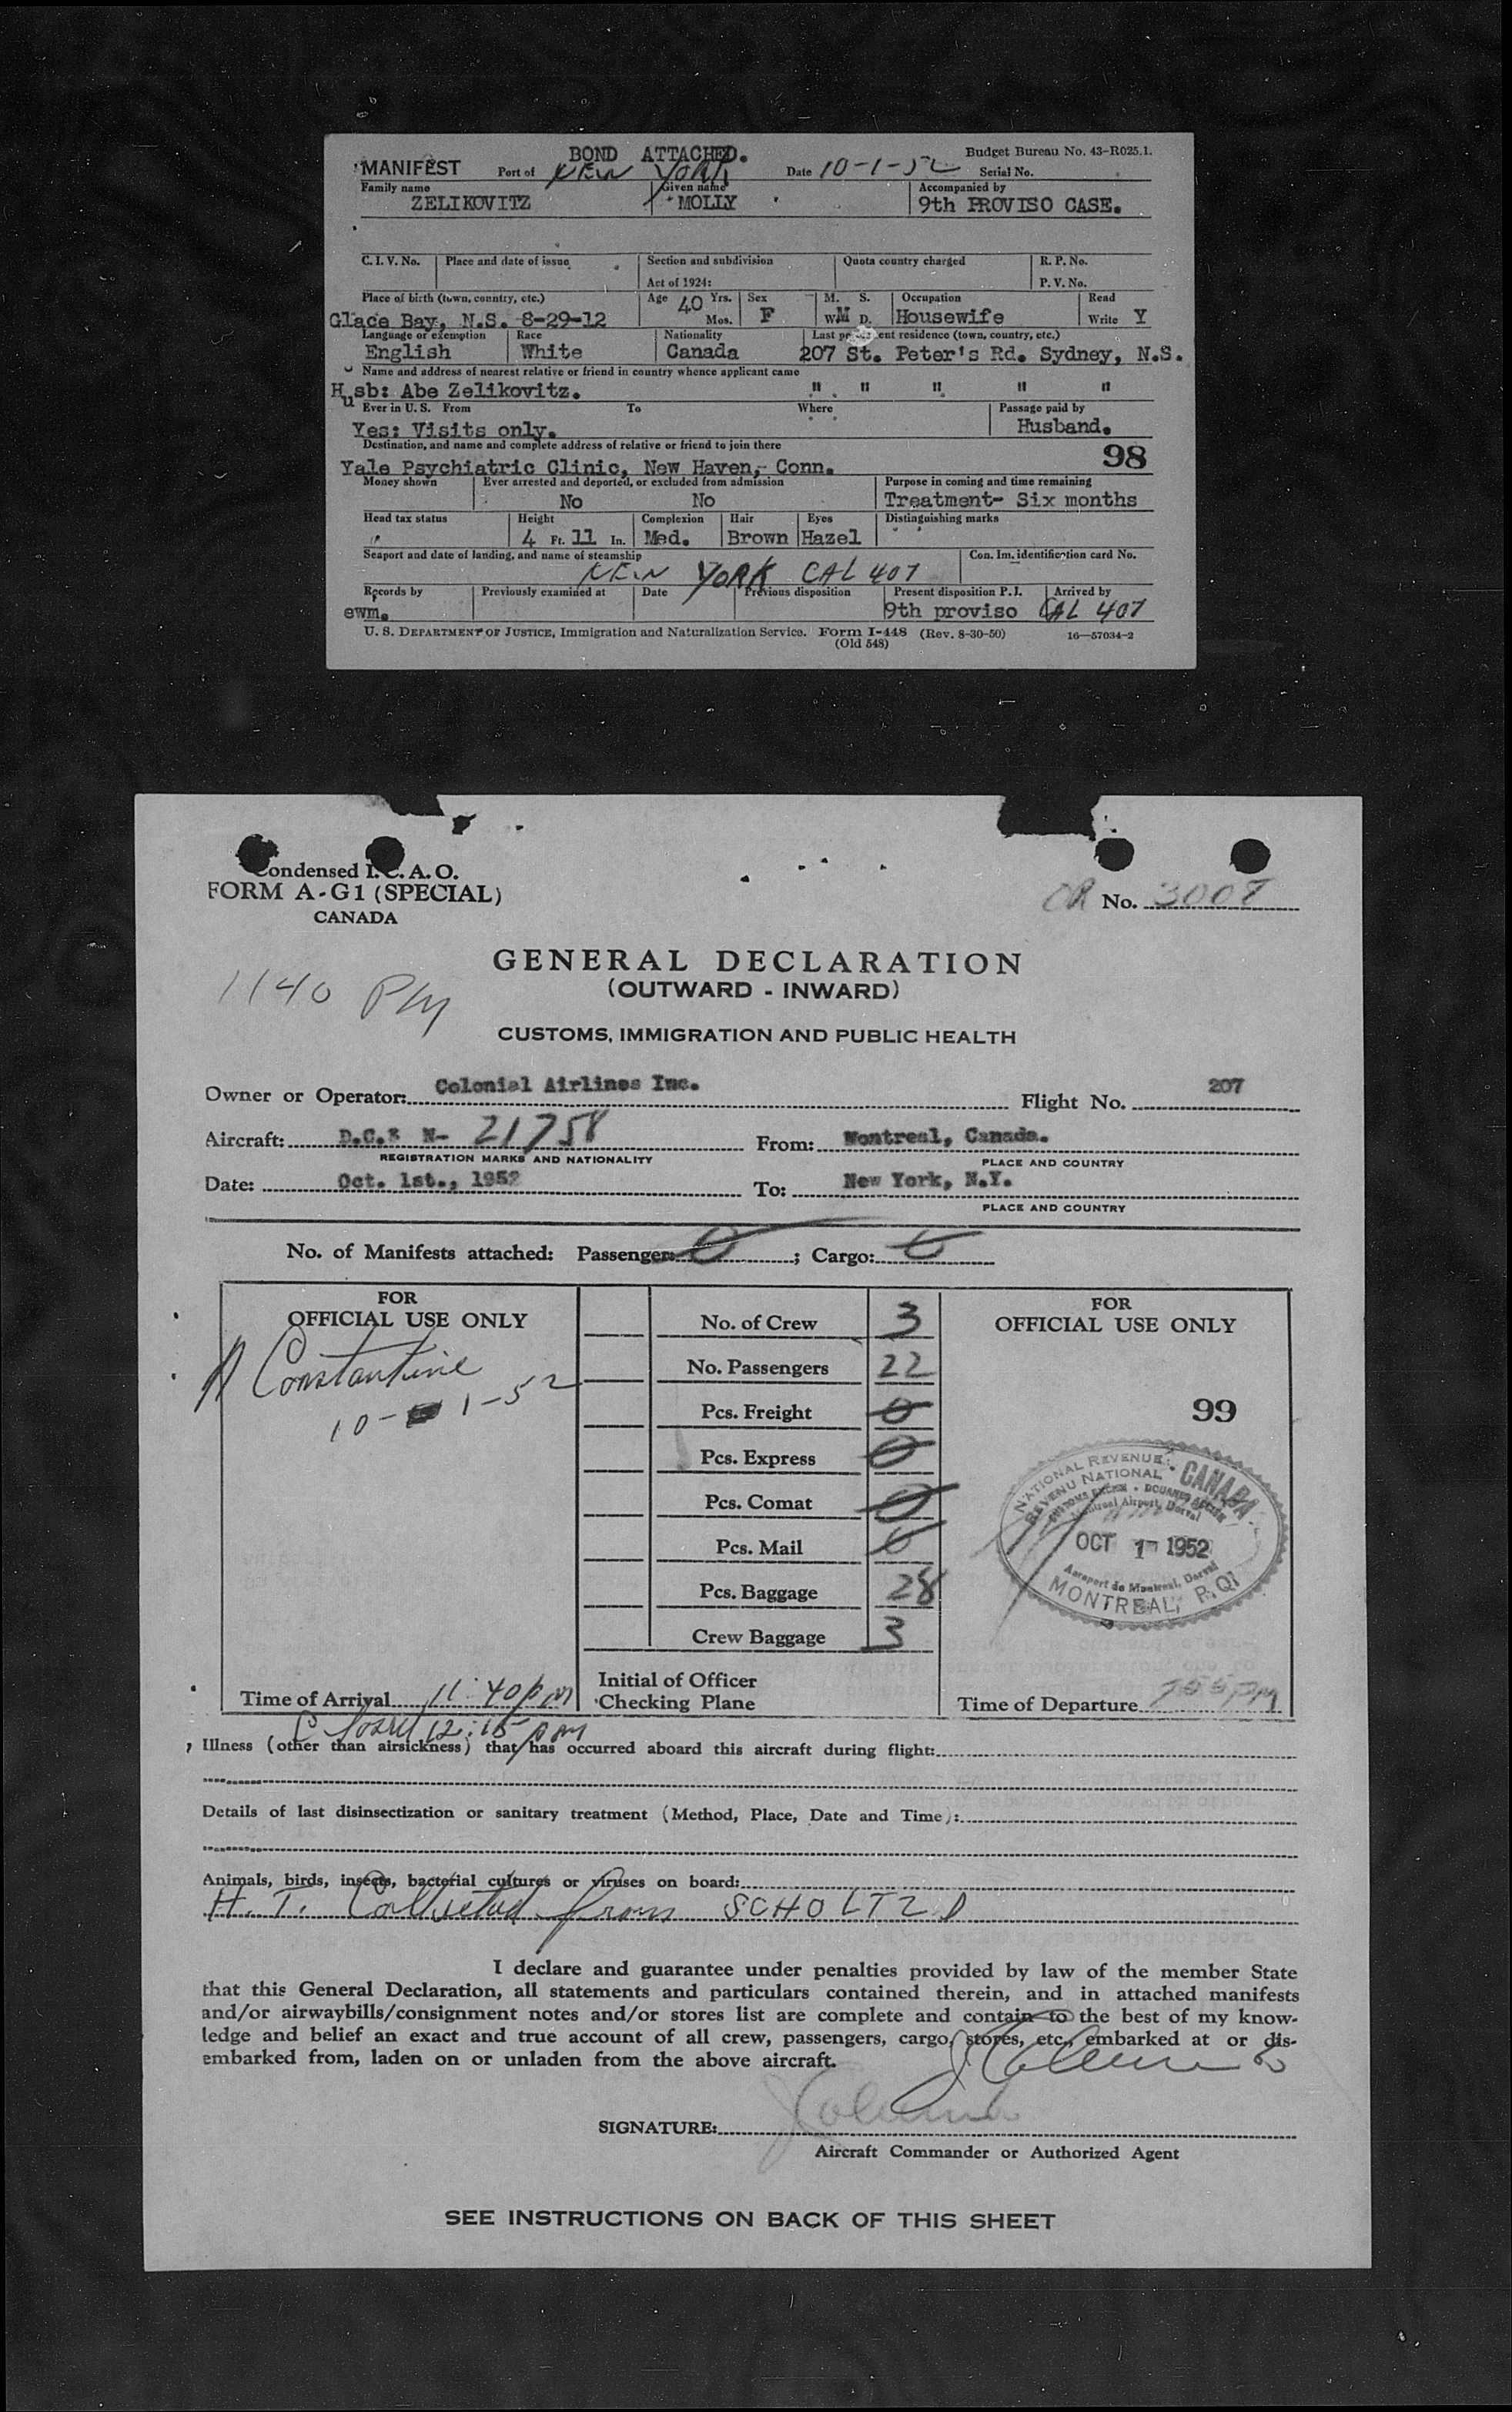 BOND ATTACHED.
Budget Bureau No. 43-R025.1.
MANIFEST Port of NEW YORK Date 10-1-52 Serial No.
Family name Given name Accompanied by
ZELIKOVITZ MOLLY 9th PROVISO CASE.
C. I. V. No. Place and date of issue Section and subdivision Quota country charged R. P. No.
Act of 1924: P. V. No.
Place of birth (town, country, etc.) Age 40 Yrs. Sex M. S. Occupation Read
Glace Bay, N.S. 8-29-12 Mos. F W M D. Housewife Write Y
Language or exemption Race Nationality Last permanent residence (town, country, etc.)
English White Canada 207 St. Peter's Rd. Sydney, N.S.
Name and address of nearest relative or friend in country whence applicant came
Husb: Abe Zelikovitz. " " " " "
Ever in U. S. From To Where Passage paid by
Yes: Visits only. Husband.
Destination, and name and complete address of relative or friend to join there
98
Yale Psychiatric Clinic, New Haven,- Conn.
Money shown Ever arrested and deported, or excluded from admission Purpose in coming and time remaining
No No Treatment- Six months
Head tax status Height Complexion Hair Eyes Distinguishing marks
4 Ft. 11 In. Med. Brown Hazel
Seaport and date of landing, and name of steamship Con. Im. identification card No.
NEW YORK CAL 407
Records by Previously examined at Date Previous disposition Present disposition P.I. Arrived by
ewm. 9th proviso CAL 407
U. S. DEPARTMENT OF JUSTICE, Immigration and Naturalization Service. Form I-448 (Rev. 8-30-50) 16—57034-2
(Old 548)
Condensed I.C.A.O.
FORM A-G1 (SPECIAL)
No. 3008
CANADA
GENERAL DECLARATION
1140 PM
(OUTWARD - INWARD)
CUSTOMS, IMMIGRATION AND PUBLIC HEALTH
Owner or Operator: Colonial Airlines Inc. Flight No. 207
Aircraft: D.C.3 N- 21758 From: Montreal, Canada.
REGISTRATION MARKS AND NATIONALITY PLACE AND COUNTRY
Date: Oct. 1st., 1952 To: New York, N.Y.
PLACE AND COUNTRY
No. of Manifests attached: Passenger: 0 ; Cargo: 0
FOR
OFFICIAL USE ONLY
A Constantine
10-1-52
No. of Crew 3
No. Passengers 22
Pcs. Freight 0
Pcs. Express 0
Pcs. Comat 0
Pcs. Mail 0
Pcs. Baggage 28
Crew Baggage 3
FOR
OFFICIAL USE ONLY
99
NATIONAL REVENUE CANADA
REVENU NATIONAL
Montreal Airport, Dorval
OCT 1 1952
Aeroport de Montreal, Dorval
MONTREAL, P.Q.
Time of Arrival 11:40 pm
Initial of Officer
Checking Plane
Time of Departure
12:15 pm
Illness (other than airsickness) that has occurred aboard this aircraft during flight:
Details of last disinsectization or sanitary treatment (Method, Place, Date and Time):
Animals, birds, insects, bacterial cultures or viruses on board:
H. T. Collected from SCHOLTZ
I declare and guarantee under penalties provided by law of the member State
that this General Declaration, all statements and particulars contained therein, and in attached manifests
and/or airwaybills/consignment notes and/or stores list are complete and contain to the best of my know-
ledge and belief an exact and true account of all crew, passengers, cargo, stores, etc., embarked at or dis-
embarked from, laden on or unladen from the above aircraft.
SIGNATURE:
Aircraft Commander or Authorized Agent
SEE INSTRUCTIONS ON BACK OF THIS SHEET